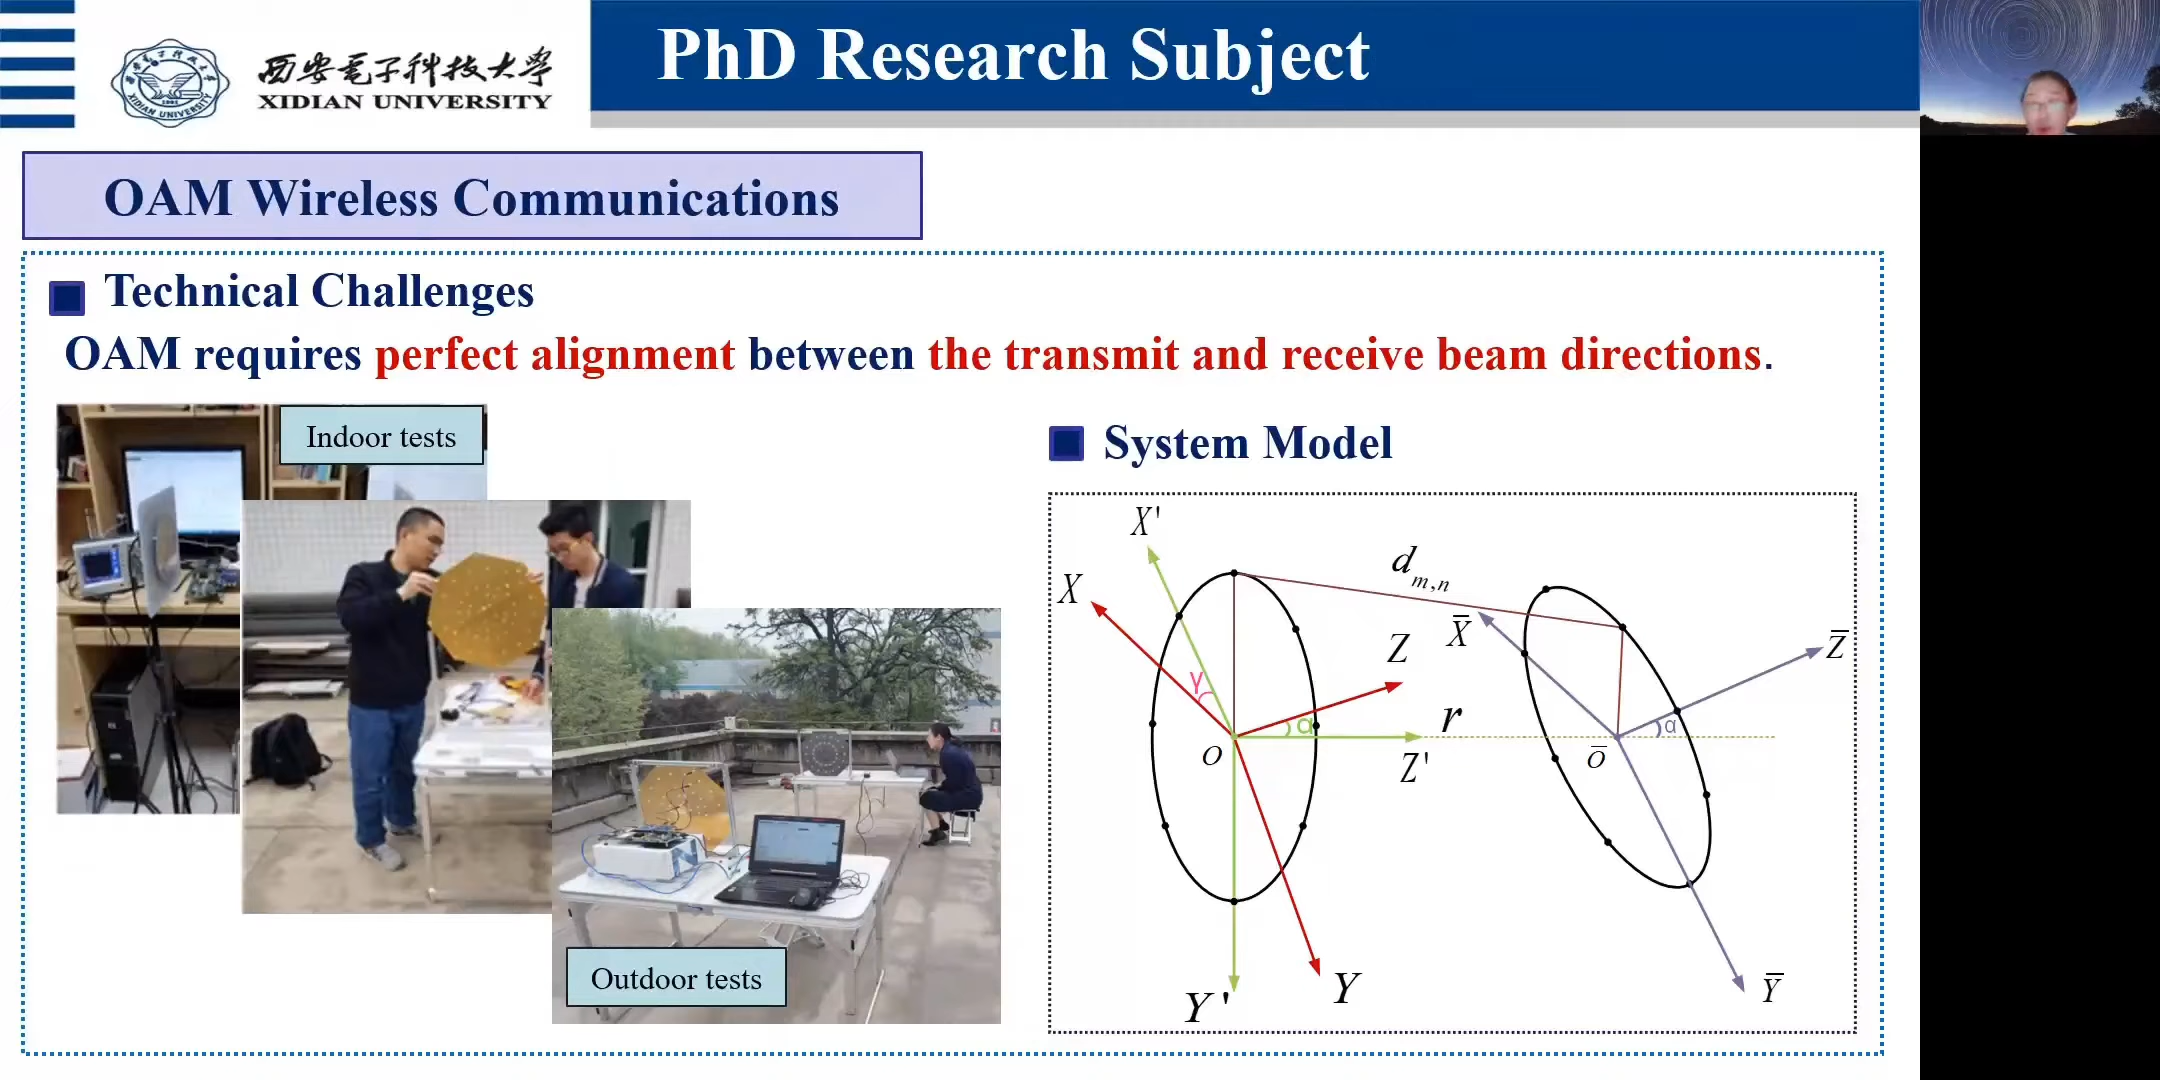 西安电子科技大学
XIDIAN UNIVERSITY
PhD Research Subject
OAM Wireless Communications
Technical Challenges
OAM requires perfect alignment between the transmit and receive beam directions.
Indoor tests
Outdoor tests
System Model
X'
X
d_{m,n}
Z
X̄
Z̄
γ
α
r
α
O
Z'
Ō
Y'
Y
Ȳ